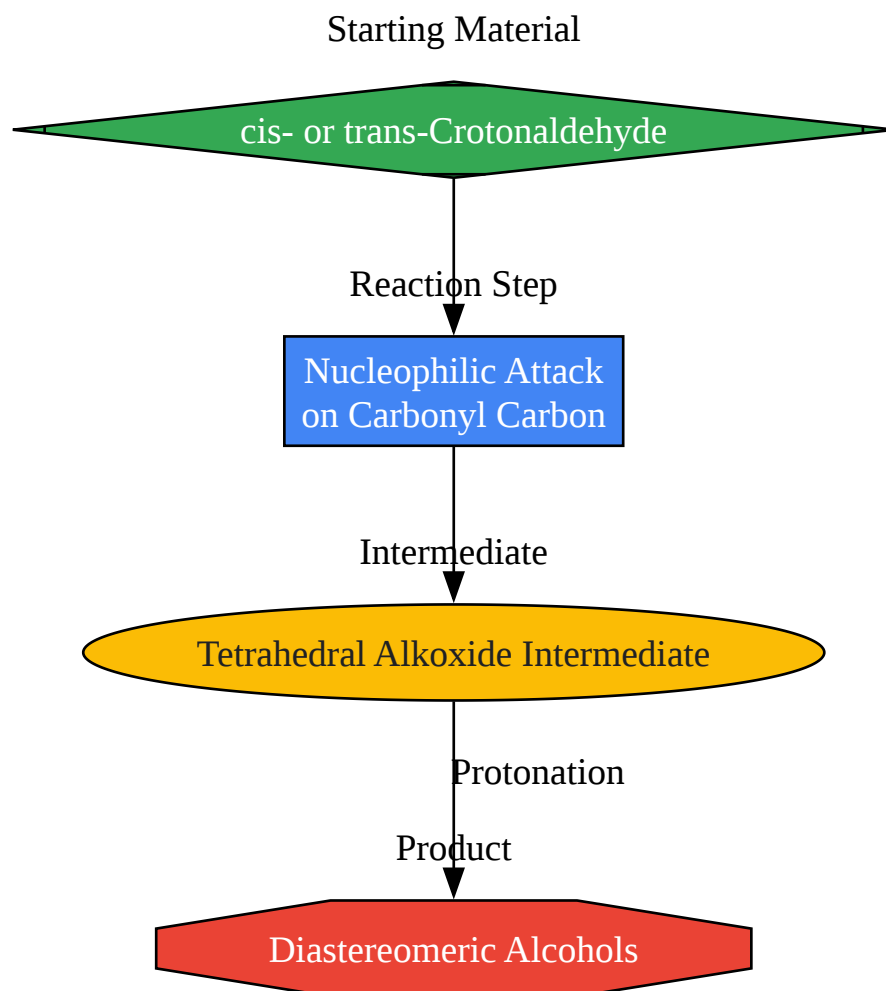 Starting Material
cis- or trans-Crotonaldehyde
Reaction Step
Nucleophilic Attack
on Carbonyl Carbon
Intermediate
Tetrahedral Alkoxide Intermediate
Protonation
Product
Diastereomeric Alcohols